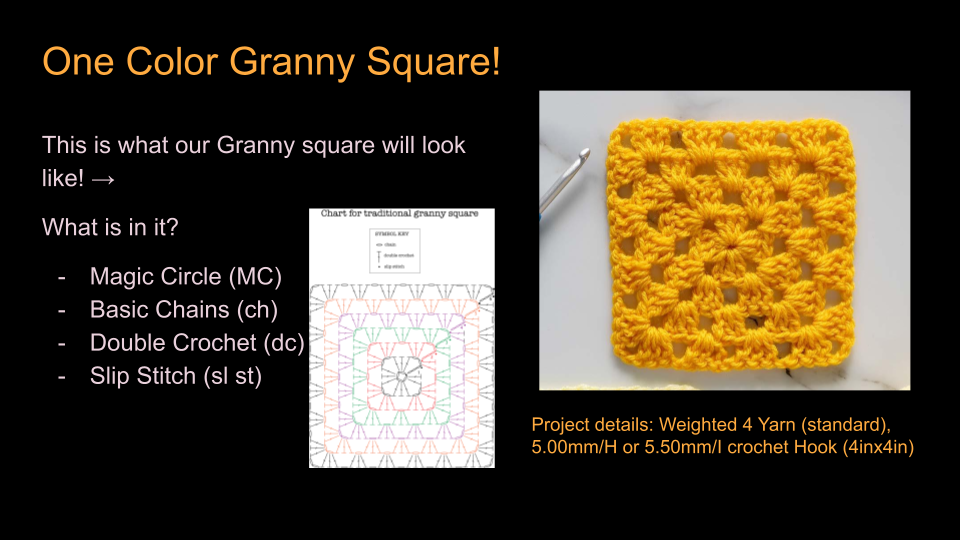 One Color Granny Square!
This is what our Granny square will look
like! →
What is in it?
- Magic Circle (MC)
- Basic Chains (ch)
- Double Crochet (dc)
- Slip Stitch (sl st)
Chart for traditional granny square
SYMBOL KEY
chain
double crochet
slip stitch
Project details: Weighted 4 Yarn (standard),
5.00mm/H or 5.50mm/I crochet Hook (4inx4in)